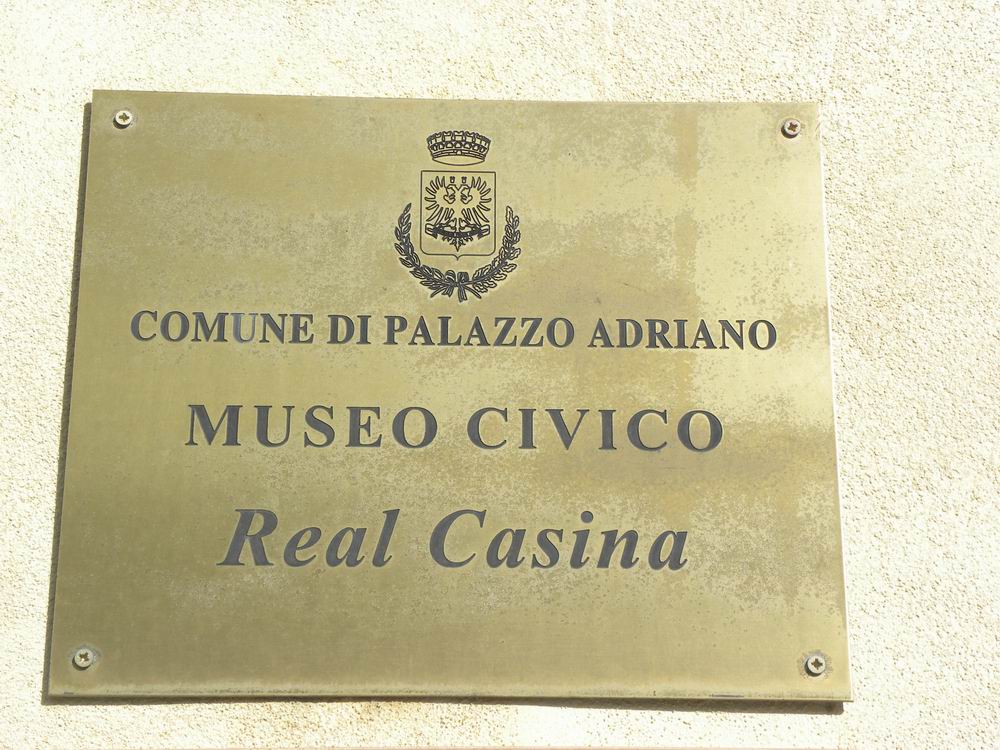 COMUNE DI PALAZZO ADRIANO
MUSEO CIVICO
Real Casina